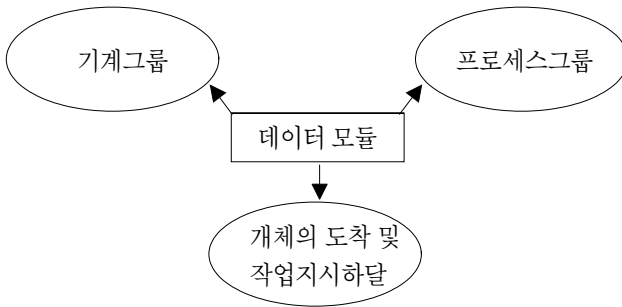 기계그룹
프로세스그룹
데이터 모듈
개체의 도착 및
작업지시하달